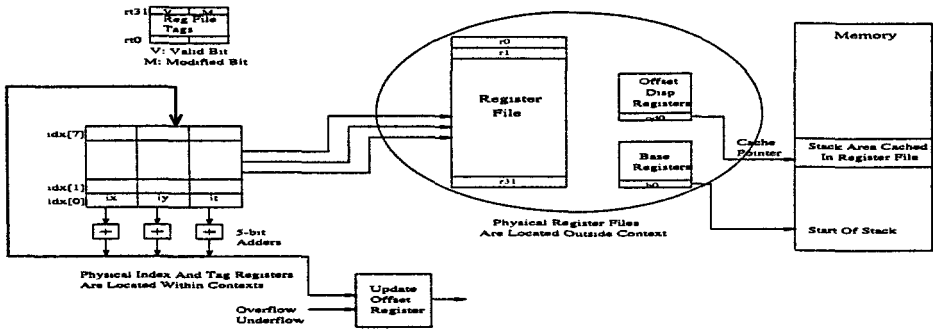 rt31
V M
Reg File
Tags
rt0
V: Valid Bit
M: Modified Bit
r0
r1
Register
File
r31
Offset
Disp
Registers
od0
Base
Registers
b0
Cache
Pointer
Memory
Stack Area Cached
In Register File
Start Of Stack
Physical Register Files
Are Located Outside Context
idx[7]
idx[1]
idx[0]
ix iy it
+ + +
5-bit
Adders
Physical Index And Tag Registers
Are Located Within Contexts
Overflow
Underflow
Update
Offset
Register